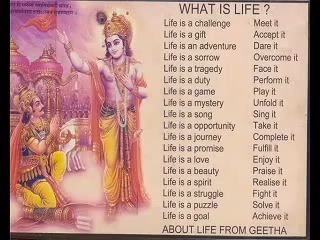 WHAT IS LIFE ?
Life is a challenge Meet it
Life is a gift Accept it
Life is an adventure Dare it
Life is a sorrow Overcome it
Life is a tragedy Face it
Life is a duty Perform it
Life is a game Play it
Life is a mystery Unfold it
Life is a song Sing it
Life is a opportunity Take it
Life is a journey Complete it
Life is a promise Fulfill it
Life is a love Enjoy it
Life is a beauty Praise it
Life is a spirit Realise it
Life is a struggle Fight it
Life is a puzzle Solve it
Life is a goal Achieve it
ABOUT LIFE FROM GEETHA